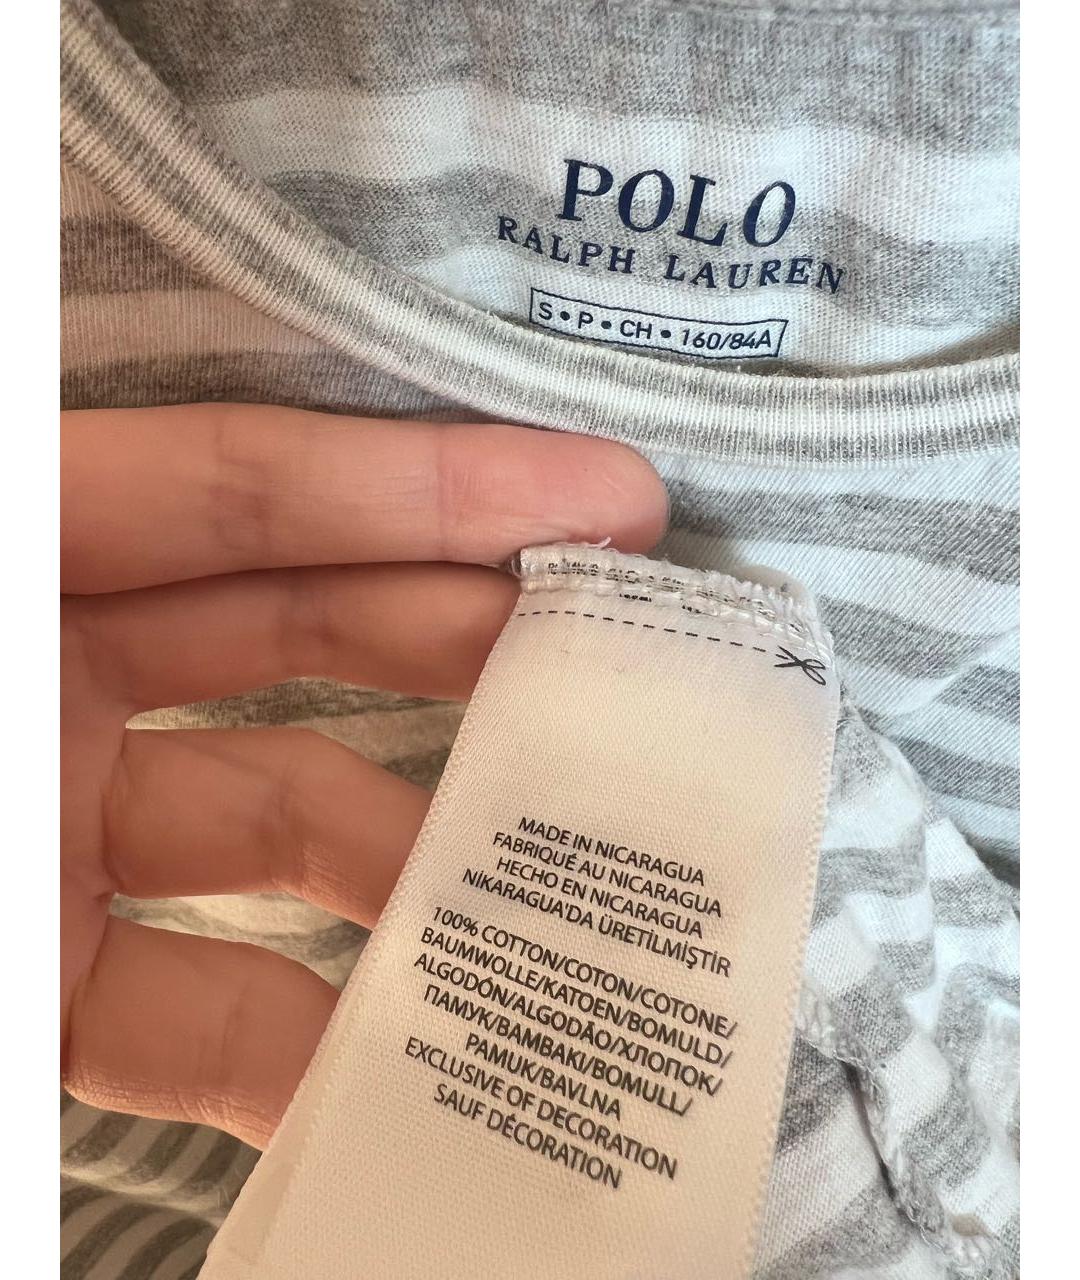 POLO
RALPH LAUREN
S • P • CH • 160/84A
MADE IN NICARAGUA
FABRIQUÉ AU NICARAGUA
HECHO EN NICARAGUA
NİKARAGUA'DA ÜRETİLMİŞTİR
100% COTTON/COTON/COTONE/
BAUMWOLLE/KATOEN/BOMULD/
ALGODÓN/ALGODÃO/ХЛОПОК/
ПАМУК/BAMBAKI/BOMULL/
PAMUK/BAVLNA
EXCLUSIVE OF DECORATION
SAUF DÉCORATION